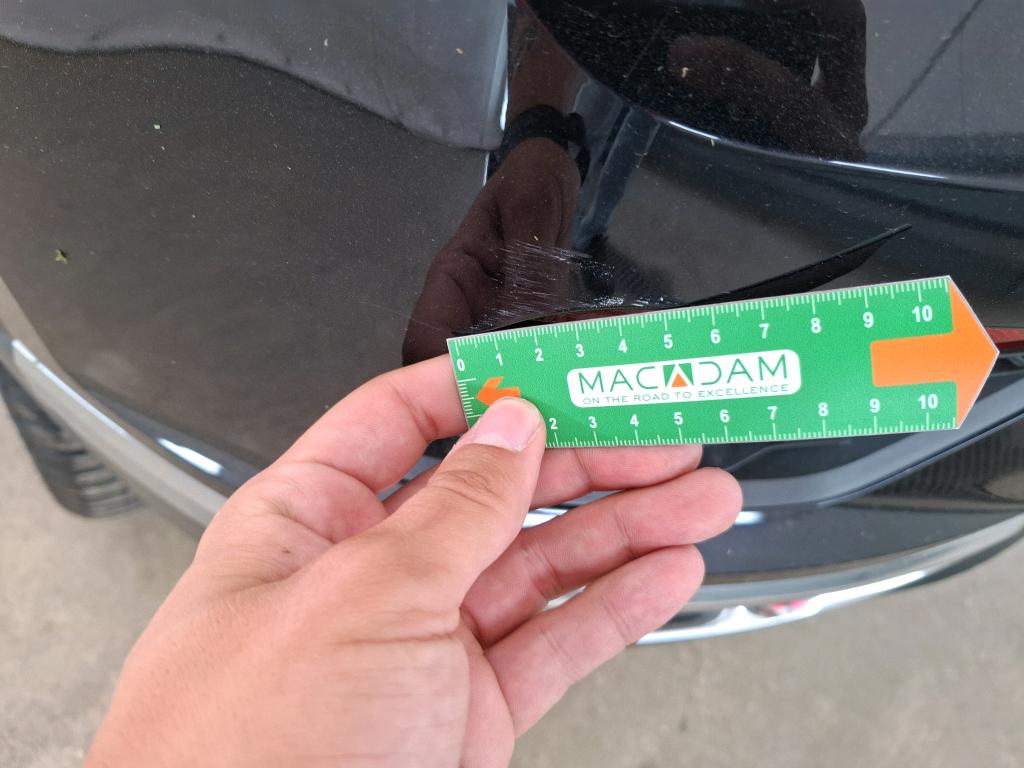 0 1 2 3 4 5 6 7 8 9 10
MACADAM
ON THE ROAD TO EXCELLENCE
2 3 4 5 6 7 8 9 10